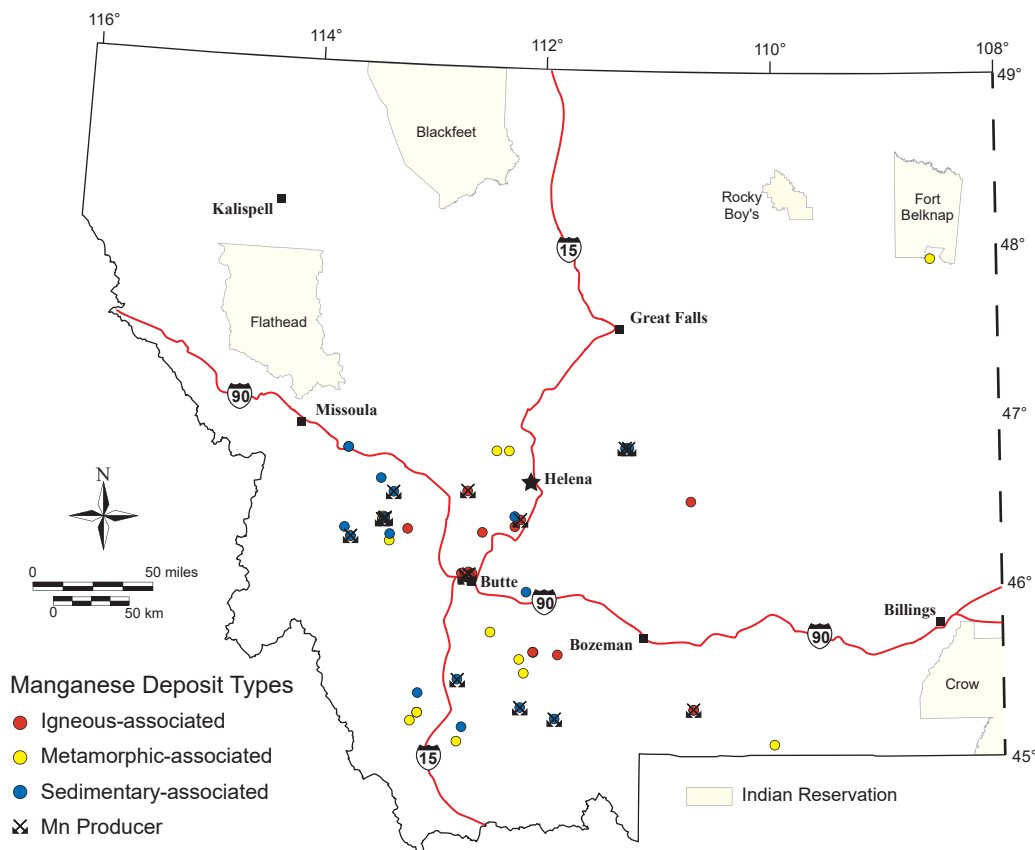 116°
114°
112°
110°
108°
49°
Blackfeet
Rocky
Boy's
Fort
Belknap
Kalispell
48°
15
Flathead
Great Falls
90
Missoula
47°
N
Helena
0
50 miles
0
50 km
Butte
46°
90
Billings
Bozeman
90
Crow
Manganese Deposit Types
Igneous-associated
Metamorphic-associated
15
45°
Sedimentary-associated
Indian Reservation
Mn Producer